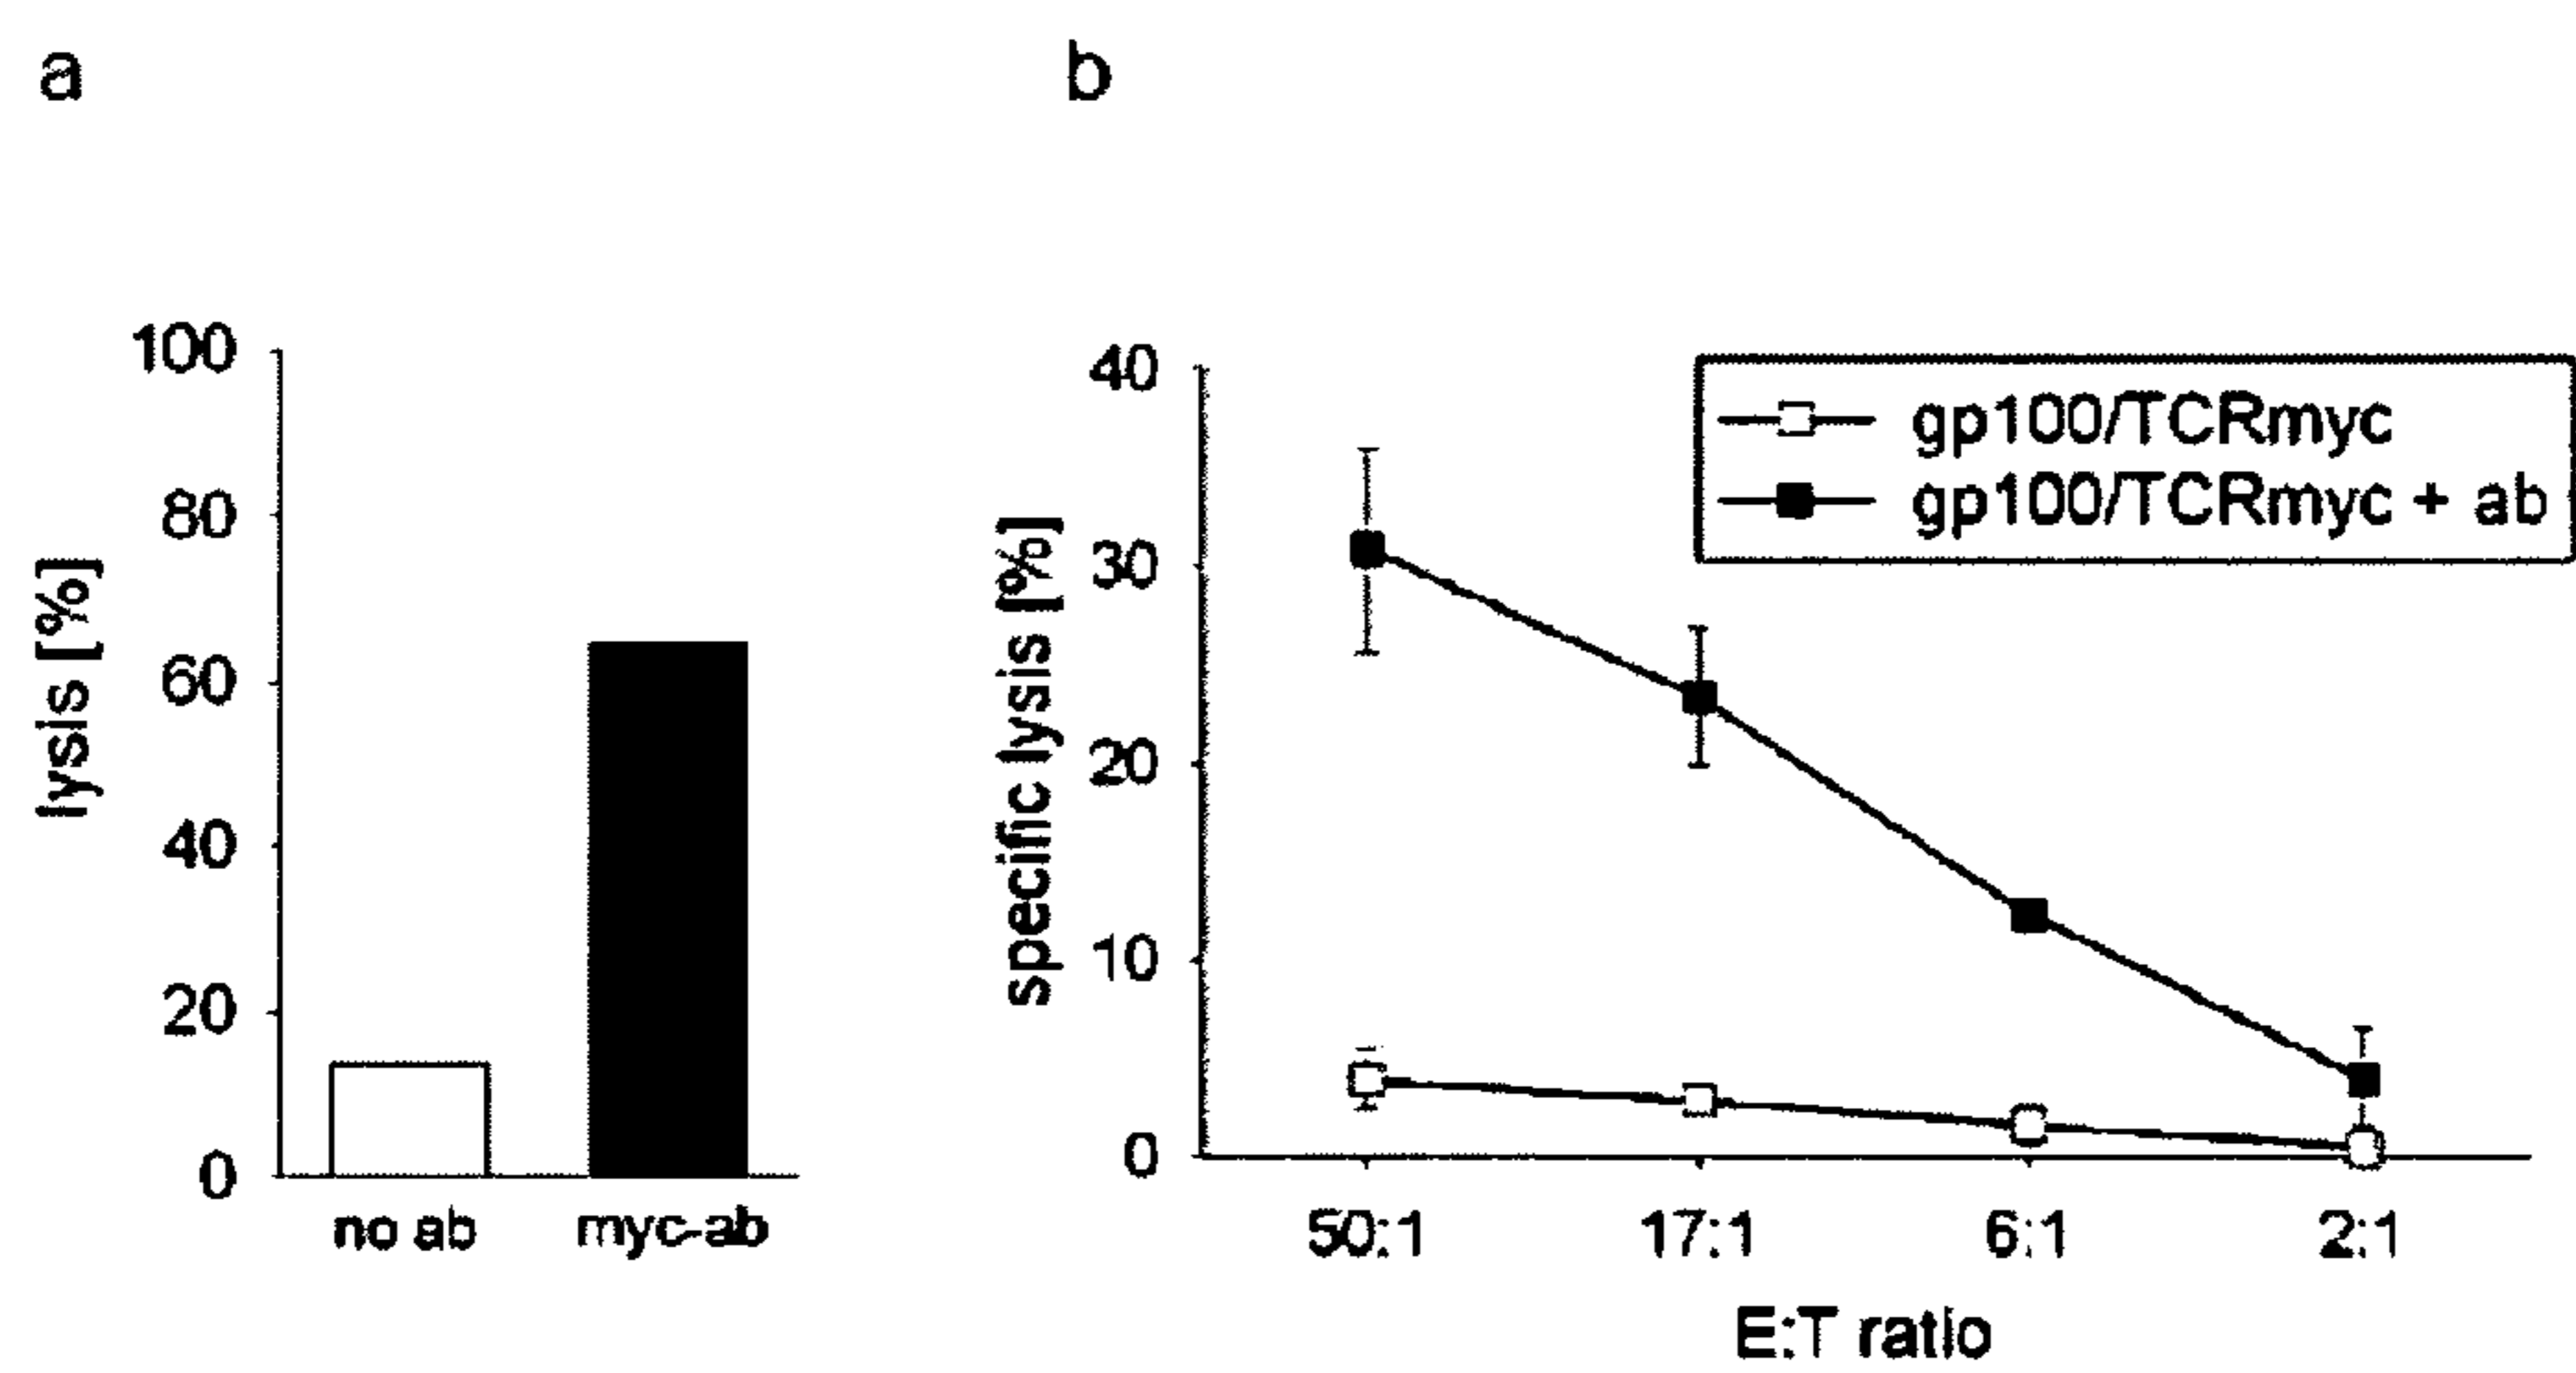 a
b
100
80
60
40
20
0
lysis [%]
no ab
myc-ab
40
30
20
10
0
specific lysis [%]
gp100/TCRmyc
gp100/TCRmyc + ab
50:1
17:1
6:1
2:1
E:T ratio